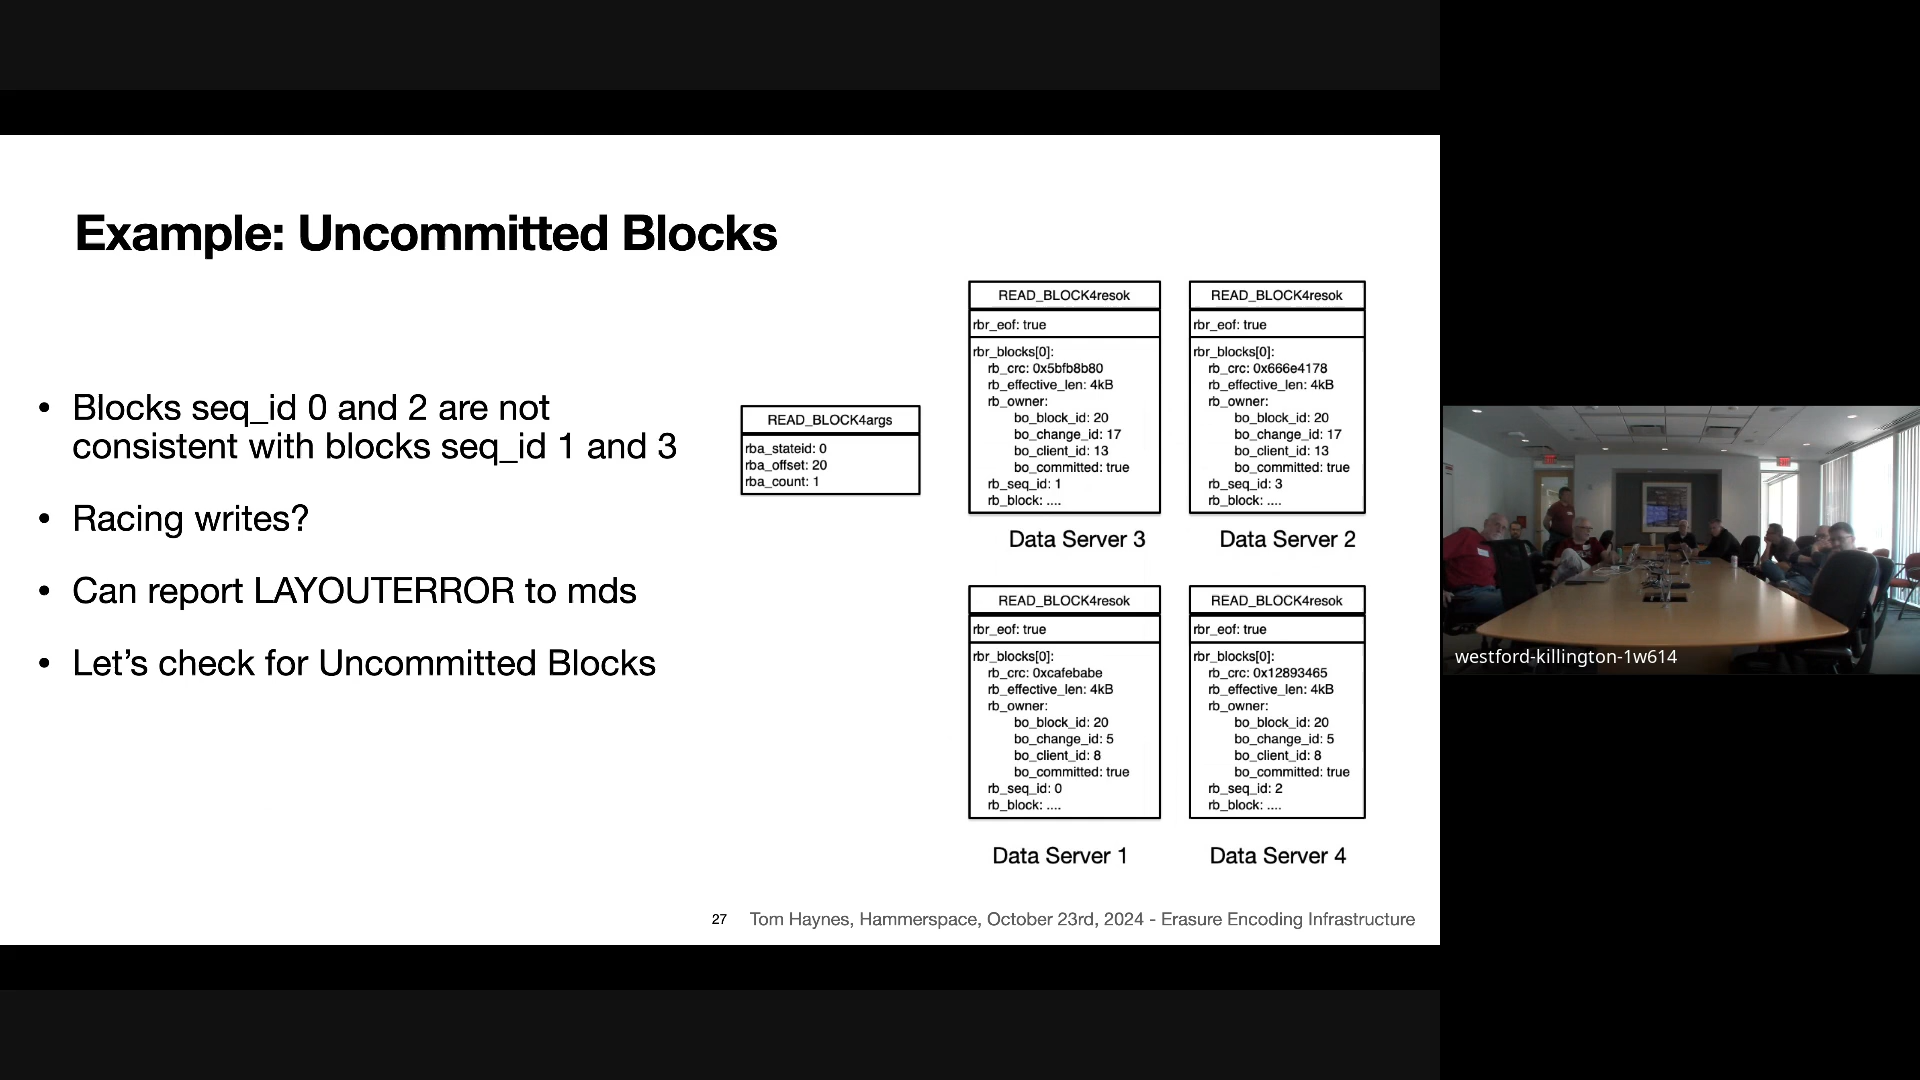 Example: Uncommitted Blocks
• Blocks seq_id 0 and 2 are not
consistent with blocks seq_id 1 and 3
• Racing writes?
• Can report LAYOUTERROR to mds
• Let’s check for Uncommitted Blocks
READ_BLOCK4args
rba_stateid: 0
rba_offset: 20
rba_count: 1
READ_BLOCK4resok
rbr_eof: true
rbr_blocks[0]:
rb_crc: 0x5bfb8b80
rb_effective_len: 4kB
rb_owner:
bo_block_id: 20
bo_change_id: 17
bo_client_id: 13
bo_committed: true
rb_seq_id: 1
rb_block: ....
Data Server 3
READ_BLOCK4resok
rbr_eof: true
rbr_blocks[0]:
rb_crc: 0x666e4178
rb_effective_len: 4kB
rb_owner:
bo_block_id: 20
bo_change_id: 17
bo_client_id: 13
bo_committed: true
rb_seq_id: 3
rb_block: ....
Data Server 2
READ_BLOCK4resok
rbr_eof: true
rbr_blocks[0]:
rb_crc: 0xcafebabe
rb_effective_len: 4kB
rb_owner:
bo_block_id: 20
bo_change_id: 5
bo_client_id: 8
bo_committed: true
rb_seq_id: 0
rb_block: ....
Data Server 1
READ_BLOCK4resok
rbr_eof: true
rbr_blocks[0]:
rb_crc: 0x12893465
rb_effective_len: 4kB
rb_owner:
bo_block_id: 20
bo_change_id: 5
bo_client_id: 8
bo_committed: true
rb_seq_id: 2
rb_block: ....
Data Server 4
27 Tom Haynes, Hammerspace, October 23rd, 2024 - Erasure Encoding Infrastructure
westford-killington-1w614